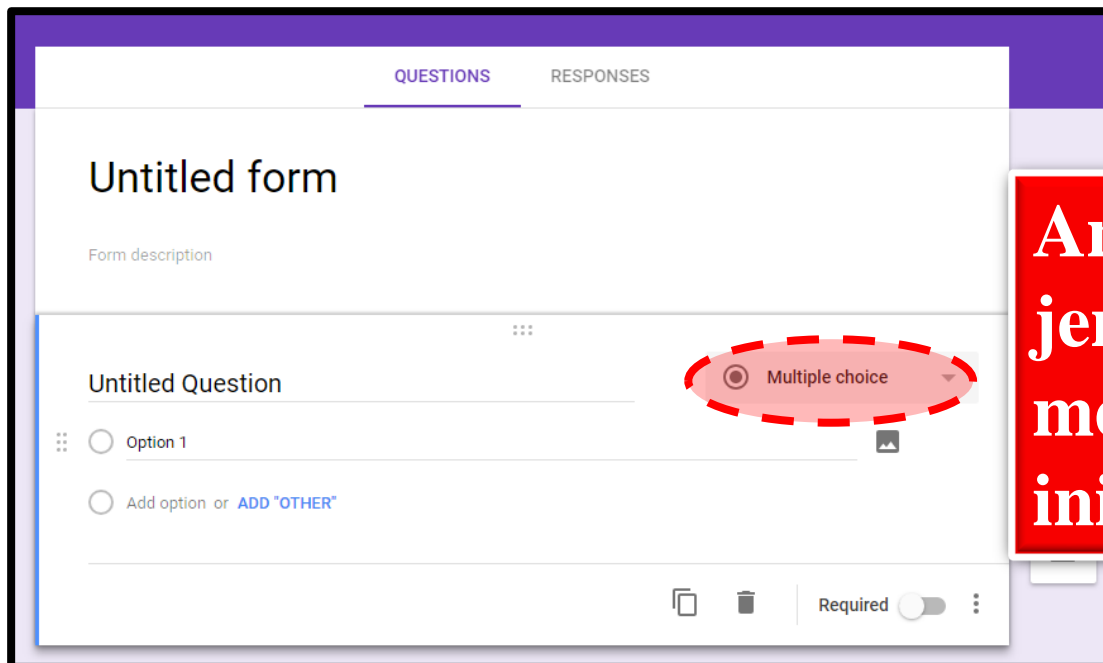 QUESTIONS RESPONSES
Untitled form
Form description
Untitled Question
Multiple choice
Option 1
Add option or ADD "OTHER"
Required